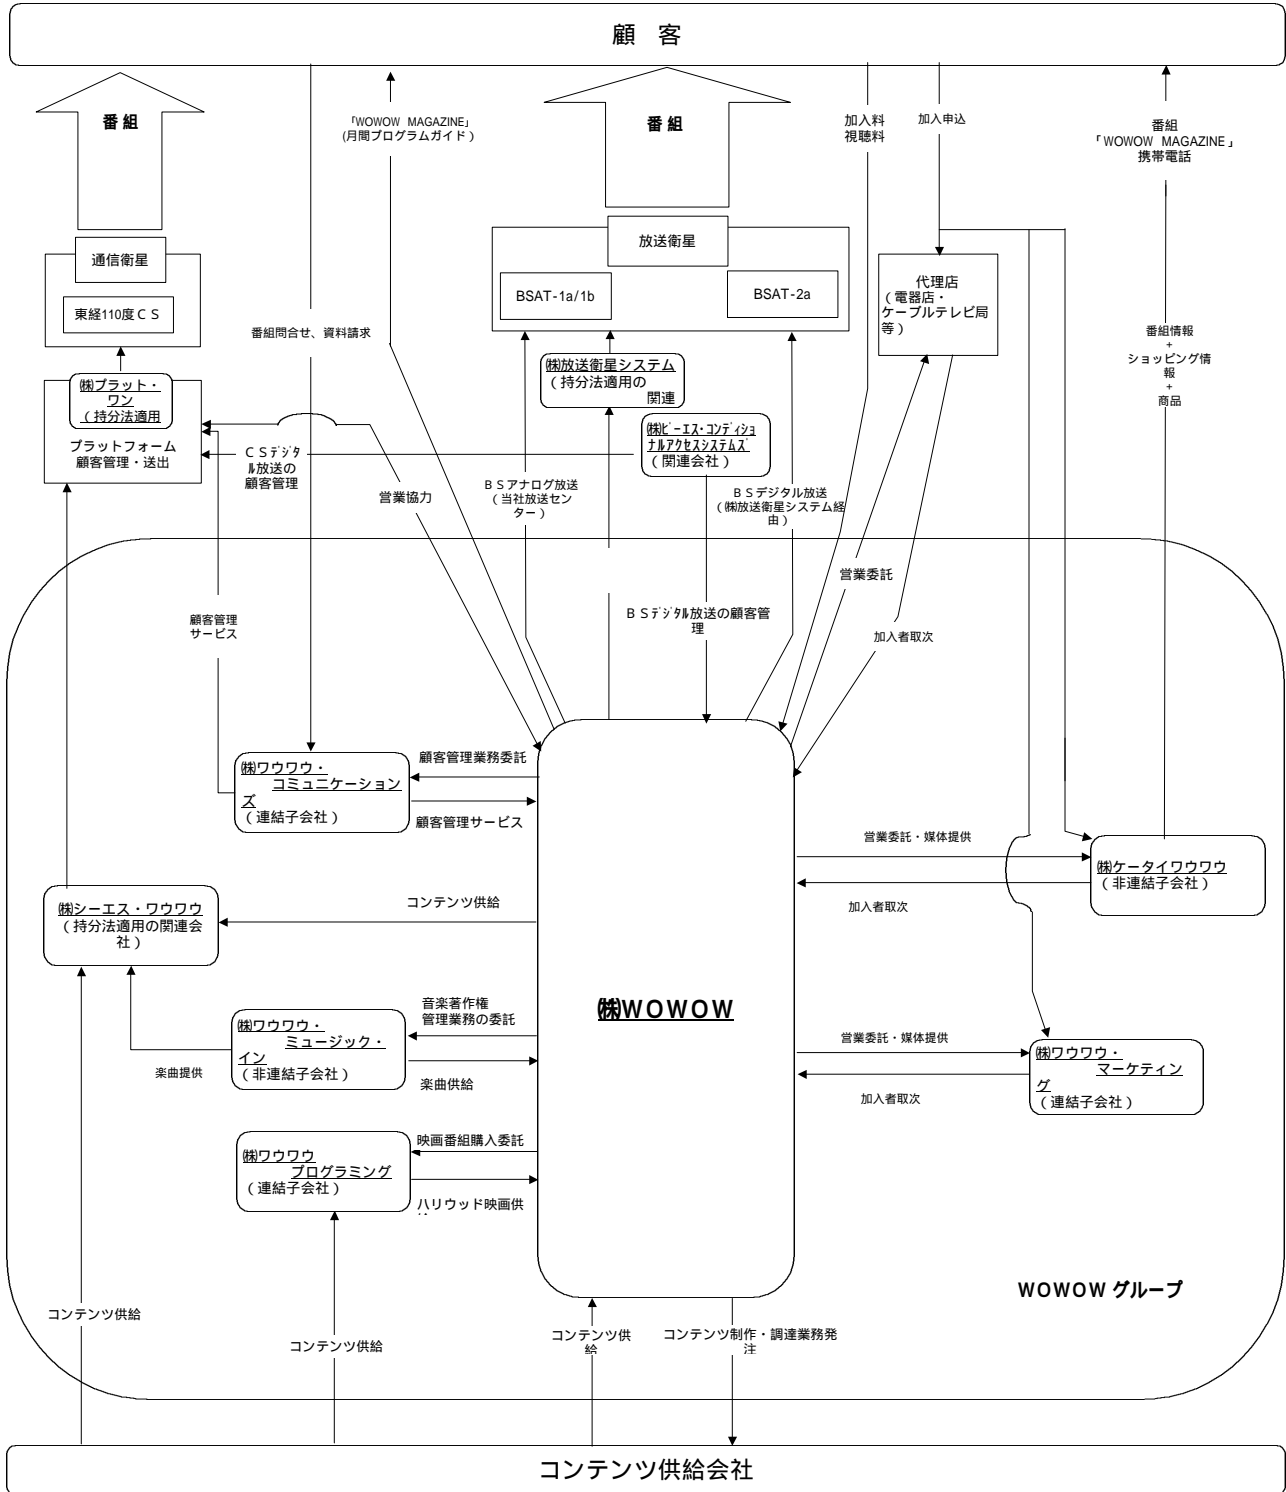 顧　客
番 組
「WOWOW MAGAZINE」
(月間プログラムガイド）
番 組
加入料
視聴料
加入申込
番組
「WOWOW MAGAZINE」
携帯電話
通信衛星
東経110度ＣＳ
放送衛星
BSAT-1a/1b
BSAT-2a
代理店
（電器店・
ケーブルテレビ局
等）
番組問合せ、資料請求
番組情報
+
ショッピング情
報
+
商品
㈱プラット・
ワン
（持分法適用
プラットフォーム
顧客管理・送出
㈱放送衛星システム
（持分法適用の
関連
㈱ﾋﾞｰｴｽ･ｺﾝﾃﾞｨｼｮ
ﾅﾙｱｸｾｽｼｽﾃﾑｽﾞ
（関連会社）
ＣＳﾃﾞｼﾞﾀ
ﾙ放送の
顧客管理
営業協力
ＢＳアナログ放送
（当社放送セン
ター）
ＢＳデジタル放送
（㈱放送衛星システム経
由）
営業委託
顧客管理
サービス
ＢＳﾃﾞｼﾞﾀﾙ放送の顧客管
理
加入者取次
㈱ワウワウ・
コミュニケーション
ズ
（連結子会社）
顧客管理業務委託
顧客管理サービス
営業委託・媒体提供
㈱ケータイワウワウ
（非連結子会社）
加入者取次
㈱シーエス・ワウワウ
（持分法適用の関連会
社）
コンテンツ供給
㈱WOWOW
音楽著作権
管理業務の委託
㈱ワウワウ・
ミュージック・
イン
（非連結子会社）
楽曲提供
楽曲供給
営業委託・媒体提供
㈱ワウワウ・
マーケティン
グ
（連結子会社）
加入者取次
映画番組購入委託
㈱ワウワウ
プログラミング
（連結子会社）
ハリウッド映画供
WOWOW グループ
コンテンツ供給
コンテンツ供給
コンテンツ供
給
コンテンツ制作・調達業務発
注
コンテンツ供給会社